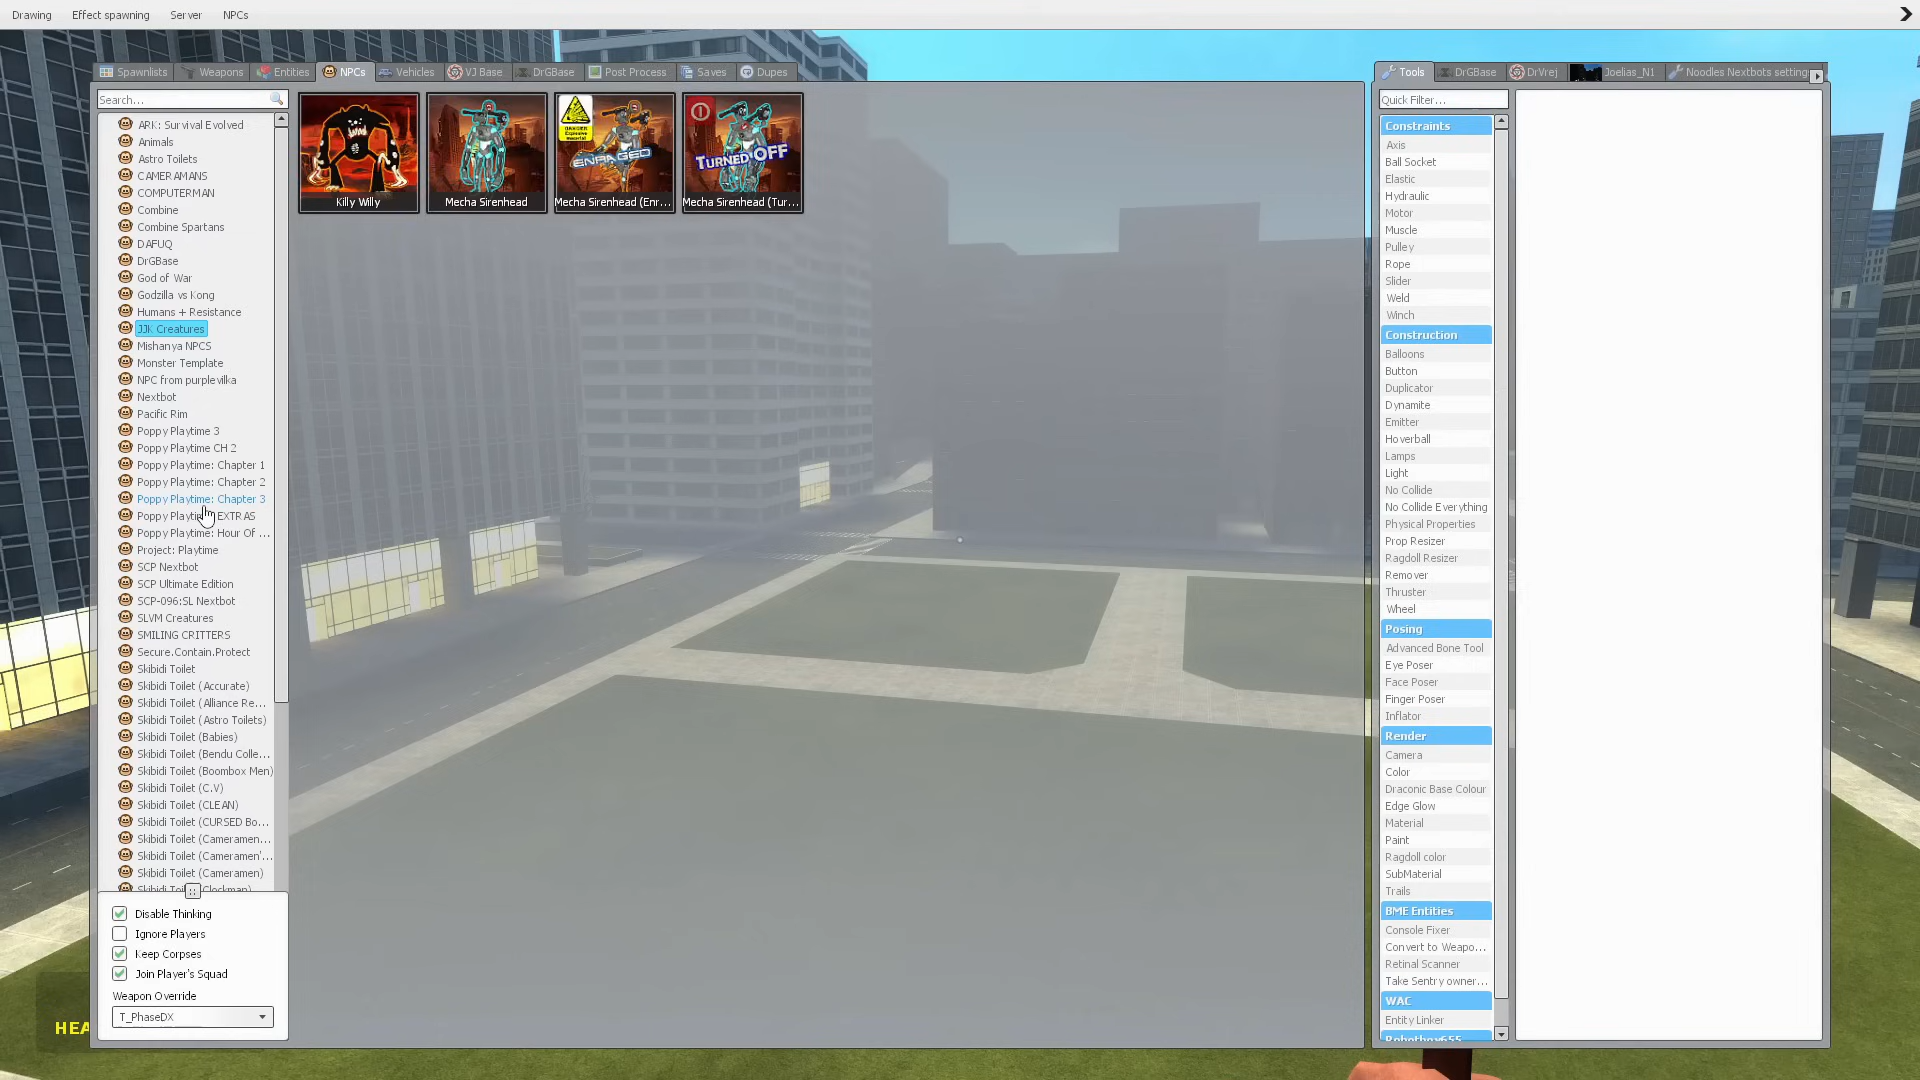 Drawing Effect spawning Server NPCs
Spawnlists Weapons Entities NPCs Vehicles VJ Base DrGBase Post Process Saves Dupes
Search...
ARK: Survival Evolved
Animals
Astro Toilets
CAMERAMANS
COMPUTERMAN
Combine
Combine Spartans
DAFUQ
DrGBase
God of War
Godzilla vs Kong
Humans + Resistance
JJK Creatures
Mishanya NPCS
Monster Template
NPC from purplevilka
Nextbot
Pacific Rim
Poppy Playtime 3
Poppy Playtime CH 2
Poppy Playtime: Chapter 1
Poppy Playtime: Chapter 2
Poppy Playtime: Chapter 3
Poppy Playti EXTRAS
Poppy Playtime: Hour Of ...
Project: Playtime
SCP Nextbot
SCP Ultimate Edition
SCP-096:SL Nextbot
SLVM Creatures
SMILING CRITTERS
Secure.Contain.Protect
Skibidi Toilet
Skibidi Toilet (Accurate)
Skibidi Toilet (Alliance Re...
Skibidi Toilet (Astro Toilets)
Skibidi Toilet (Babies)
Skibidi Toilet (Bendu Colle...
Skibidi Toilet (Boombox Men)
Skibidi Toilet (C.V)
Skibidi Toilet (CLEAN)
Skibidi Toilet (CURSED Bo...
Skibidi Toilet (Cameramen...
Skibidi Toilet (Cameramen'...
Skibidi Toilet (Cameramen)
Skibidi Toil (Clockman)
Disable Thinking
Ignore Players
Keep Corpses
Join Player's Squad
Weapon Override
T_PhaseDX
HEA
Killy Willy
Mecha Sirenhead
DANGER
ENRAGED
Mecha Sirenhead (Enr...
TURNED OFF
Mecha Sirenhead (Tur...
Tools DrGBase DrVrej Joelias_N1 Noodles Nextbots setting
Quick Filter...
Constraints
Axis
Ball Socket
Elastic
Hydraulic
Motor
Muscle
Pulley
Rope
Slider
Weld
Winch
Construction
Balloons
Button
Duplicator
Dynamite
Emitter
Hoverball
Lamps
Light
No Collide
No Collide Everything
Physical Properties
Prop Resizer
Ragdoll Resizer
Remover
Thruster
Wheel
Posing
Advanced Bone Tool
Eye Poser
Face Poser
Finger Poser
Inflator
Render
Camera
Color
Draconic Base Colour
Edge Glow
Material
Paint
Ragdoll color
SubMaterial
Trails
BME Entities
Console Fixer
Convert to Weapo...
Retinal Scanner
Take Sentry owner...
WAC
Entity Linker
Robotboy655